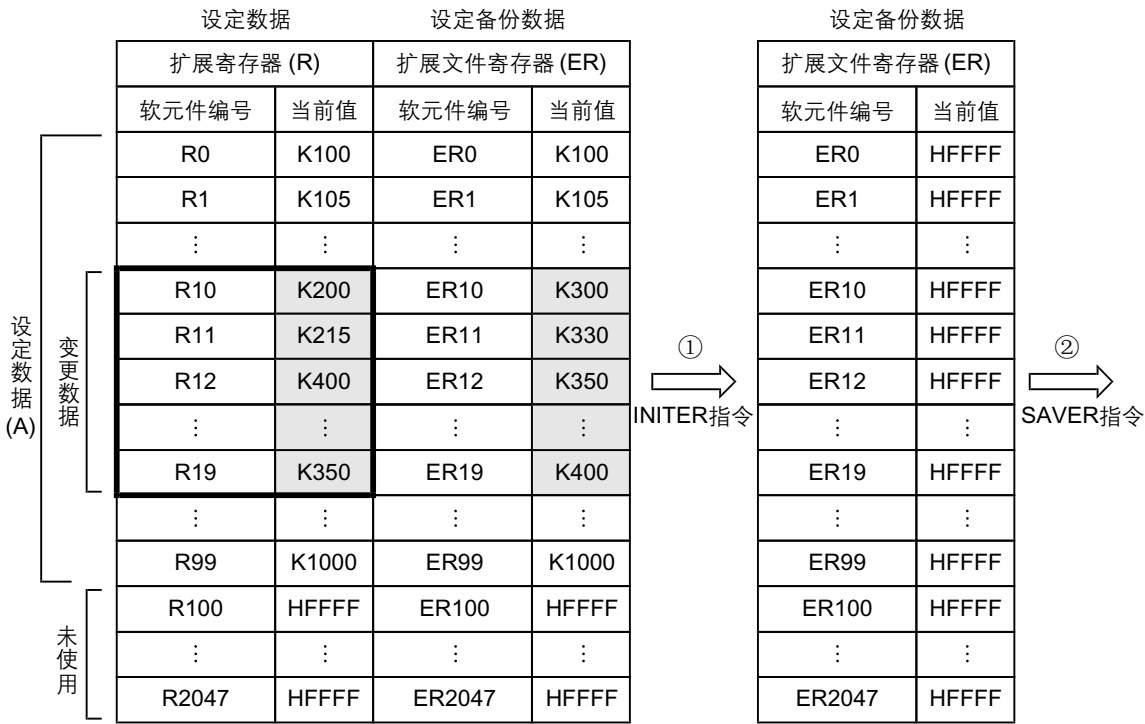 设定数据 设定备份数据 设定备份数据
扩展寄存器 (R) 扩展文件寄存器 (ER) 扩展文件寄存器 (ER)
软元件编号 当前值 软元件编号 当前值 软元件编号 当前值
R0 K100 ER0 K100 ER0 HFFFF
R1 K105 ER1 K105 ER1 HFFFF
⋮ ⋮ ⋮ ⋮ ⋮ ⋮
R10 K200 ER10 K300 ER10 HFFFF
R11 K215 ER11 K330 ER11 HFFFF
R12 K400 ER12 K350 ER12 HFFFF
⋮ ⋮ ⋮ ⋮ ⋮ ⋮
R19 K350 ER19 K400 ER19 HFFFF
⋮ ⋮ ⋮ ⋮ ⋮ ⋮
R99 K1000 ER99 K1000 ER99 HFFFF
R100 HFFFF ER100 HFFFF ER100 HFFFF
⋮ ⋮ ⋮ ⋮ ⋮ ⋮
R2047 HFFFF ER2047 HFFFF ER2047 HFFFF
设定数据(A)
变更数据
未使用
①
INITER指令
②
SAVER指令